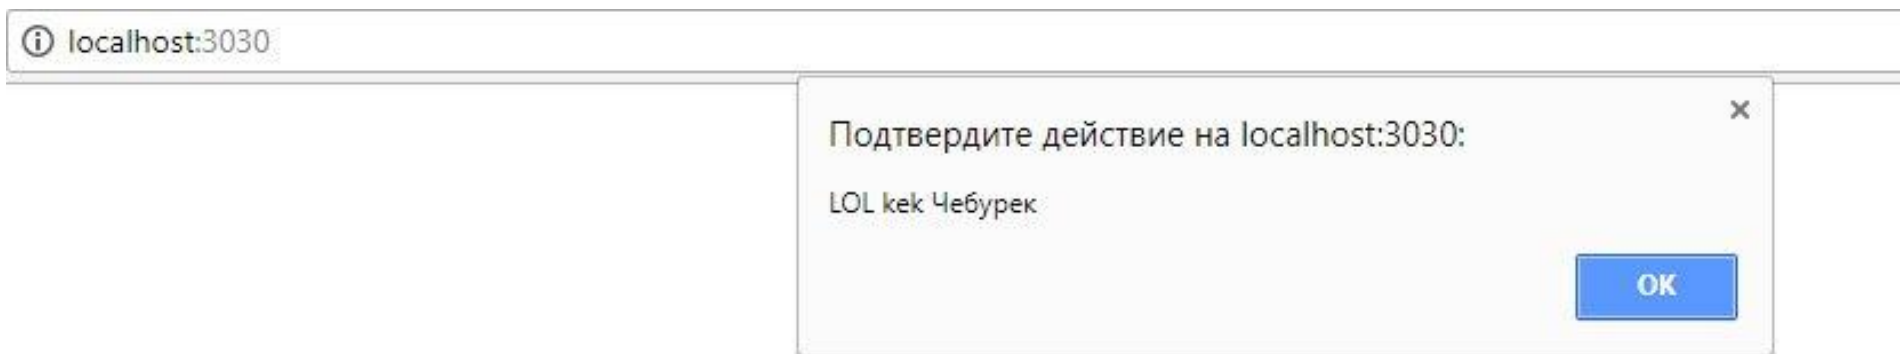 localhost:3030
Подтвердите действие на localhost:3030:
LOL kek Чебурек
OK